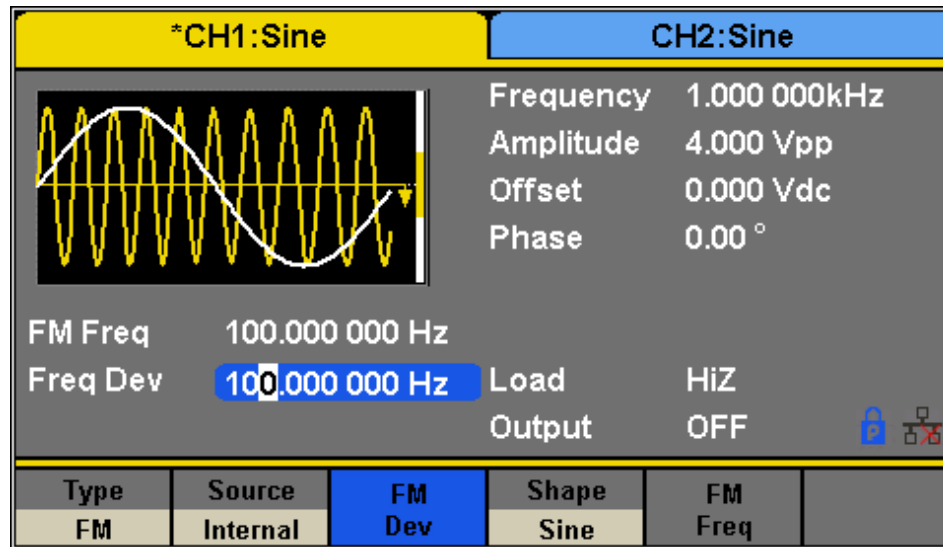 *CH1:Sine CH2:Sine
Frequency 1.000 000kHz
Amplitude 4.000 Vpp
Offset 0.000 Vdc
Phase 0.00 °
FM Freq 100.000 000 Hz
Freq Dev 100.000 000 Hz Load HiZ
Output OFF P
Type Source FM Shape FM
FM Internal Dev Sine Freq